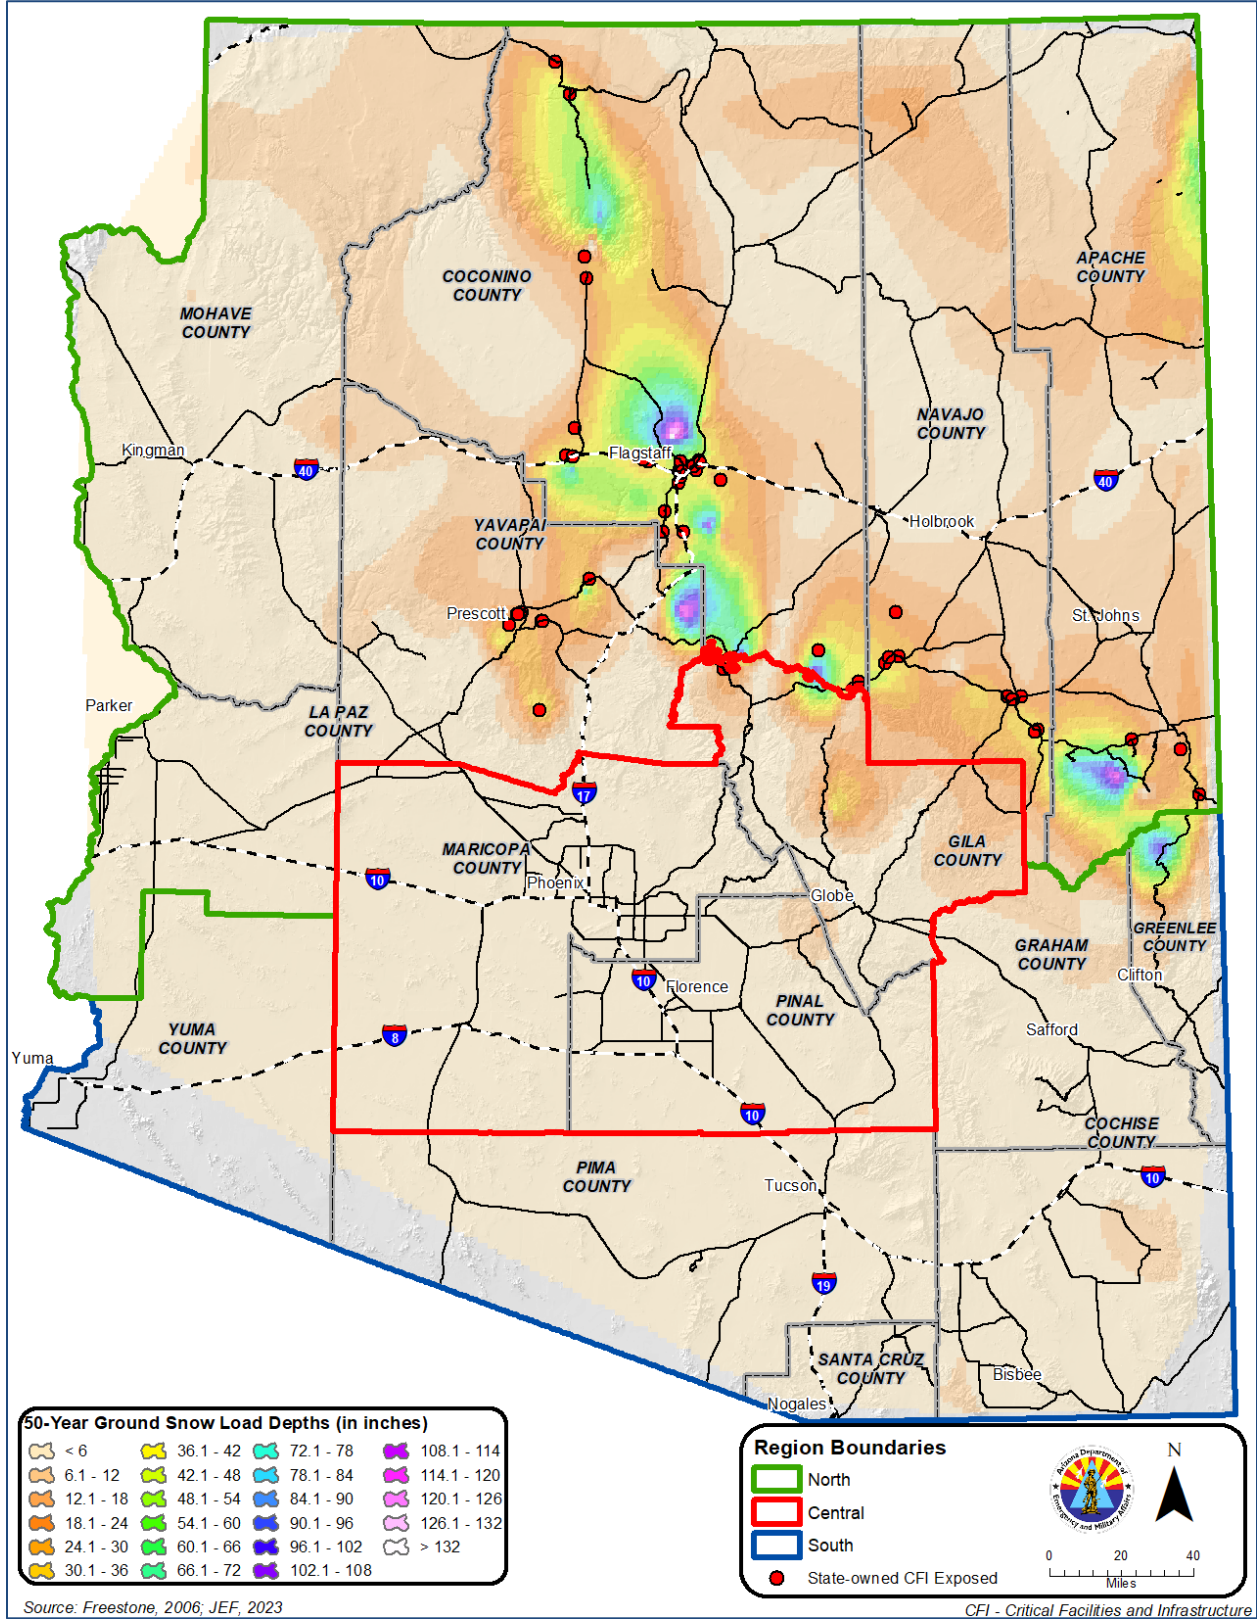 COCONINO
COUNTY
APACHE
COUNTY
MOHAVE
COUNTY
NAVAJO
COUNTY
Kingman
40
Flagstaff
40
Holbrook
YAVAPAI
COUNTY
Prescott
St. Johns
Parker
LA PAZ
COUNTY
17
MARICOPA
COUNTY
GILA
COUNTY
10
Phoenix
Globe
GREENLEE
COUNTY
GRAHAM
COUNTY
Clifton
10
Florence
PINAL
COUNTY
YUMA
COUNTY
8
Safford
Yuma
10
COCHISE
COUNTY
PIMA
COUNTY
Tucson
10
19
SANTA CRUZ
COUNTY
Bisbee
Nogales
50-Year Ground Snow Load Depths (in inches)
< 6 36.1 - 42 72.1 - 78 108.1 - 114
6.1 - 12 42.1 - 48 78.1 - 84 114.1 - 120
12.1 - 18 48.1 - 54 84.1 - 90 120.1 - 126
18.1 - 24 54.1 - 60 90.1 - 96 126.1 - 132
24.1 - 30 60.1 - 66 96.1 - 102 > 132
30.1 - 36 66.1 - 72 102.1 - 108
Region Boundaries
North
Central
South
State-owned CFI Exposed
Arizona Department of
Emergency and Military Affairs
N
0 20 40
Miles
Source: Freestone, 2006; JEF, 2023
CFI - Critical Facilities and Infrastructure